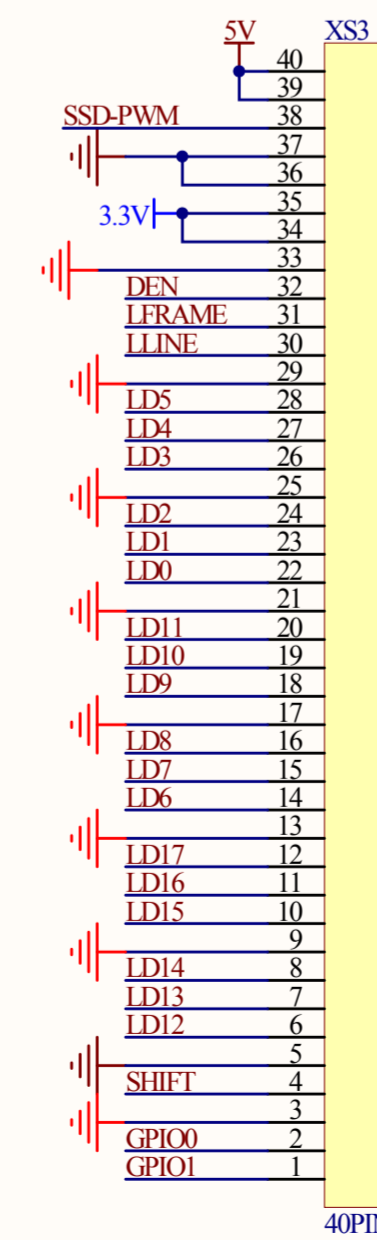 5V XS3
40
39
SSD-PWM 38
37
36
3.3V 35
34
33
DEN 32
LFRAME 31
LLINE 30
29
LD5 28
LD4 27
LD3 26
25
LD2 24
LD1 23
LD0 22
21
LD11 20
LD10 19
LD9 18
17
LD8 16
LD7 15
LD6 14
13
LD17 12
LD16 11
LD15 10
9
LD14 8
LD13 7
LD12 6
5
SHIFT 4
3
GPIO0 2
GPIO1 1